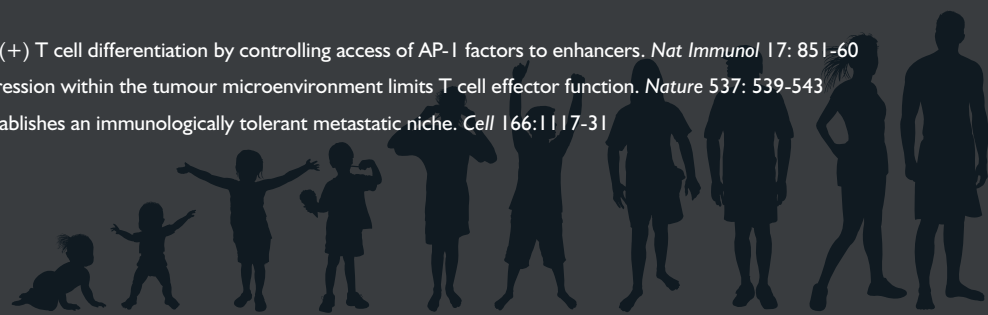 (+) T cell differentiation by controlling access of AP-1 factors to enhancers. Nat Immunol 17: 851-60
ression within the tumour microenvironment limits T cell effector function. Nature 537: 539-543
ablishes an immunologically tolerant metastatic niche. Cell 166:1117-31